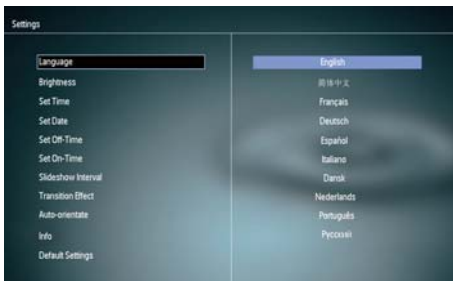 Settings
Language
Brightness
Set Time
Set Date
Set Off-Time
Set On-Time
Slideshow Interval
Transition Effect
Auto-orientate
Info
Default Settings
English
简体中文
Français
Deutsch
Español
Italiano
Dansk
Nederlands
Português
Русский